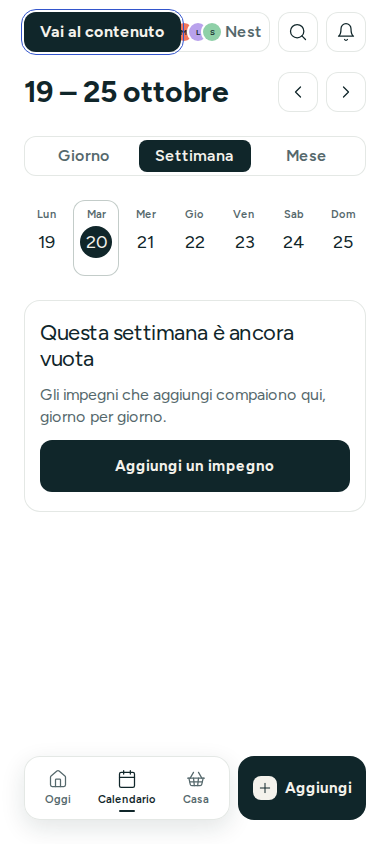 Vai al contenuto
M L S Nest
19 – 25 ottobre
Giorno Settimana Mese
Lun Mar Mer Gio Ven Sab Dom
19 20 21 22 23 24 25
Questa settimana è ancora
vuota
Gli impegni che aggiungi compaiono qui,
giorno per giorno.
Aggiungi un impegno
Oggi Calendario Casa
Aggiungi